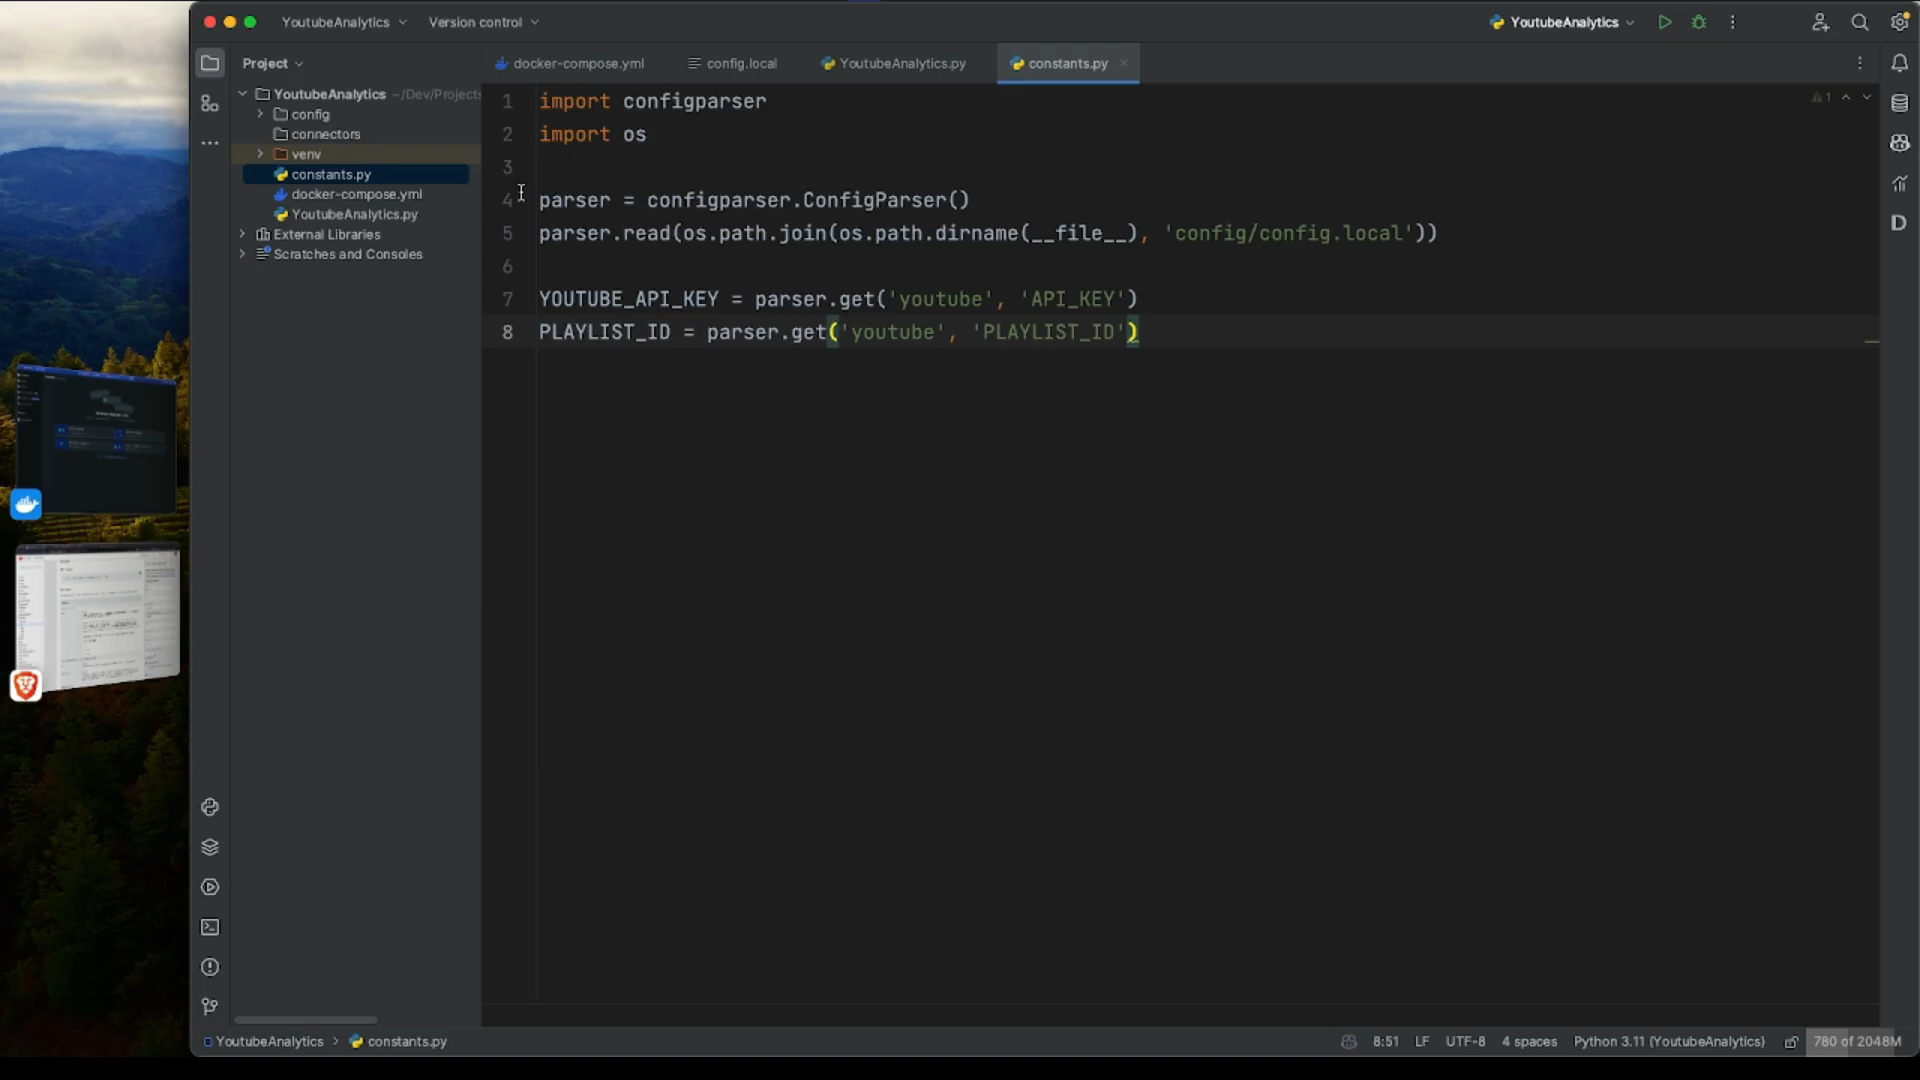 YoutubeAnalytics
Version control
YoutubeAnalytics
Project
docker-compose.yml
config.local
YoutubeAnalytics.py
constants.py
YoutubeAnalytics ~/Dev/Projects
config
connectors
venv
constants.py
docker-compose.yml
YoutubeAnalytics.py
External Libraries
Scratches and Consoles
1 import configparser
2 import os
3
4 parser = configparser.ConfigParser()
5 parser.read(os.path.join(os.path.dirname(__file__), 'config/config.local'))
6
7 YOUTUBE_API_KEY = parser.get('youtube', 'API_KEY')
8 PLAYLIST_ID = parser.get('youtube', 'PLAYLIST_ID')
1
D
YoutubeAnalytics > constants.py
8:51 LF UTF-8 4 spaces Python 3.11 (YoutubeAnalytics) 780 of 2048M